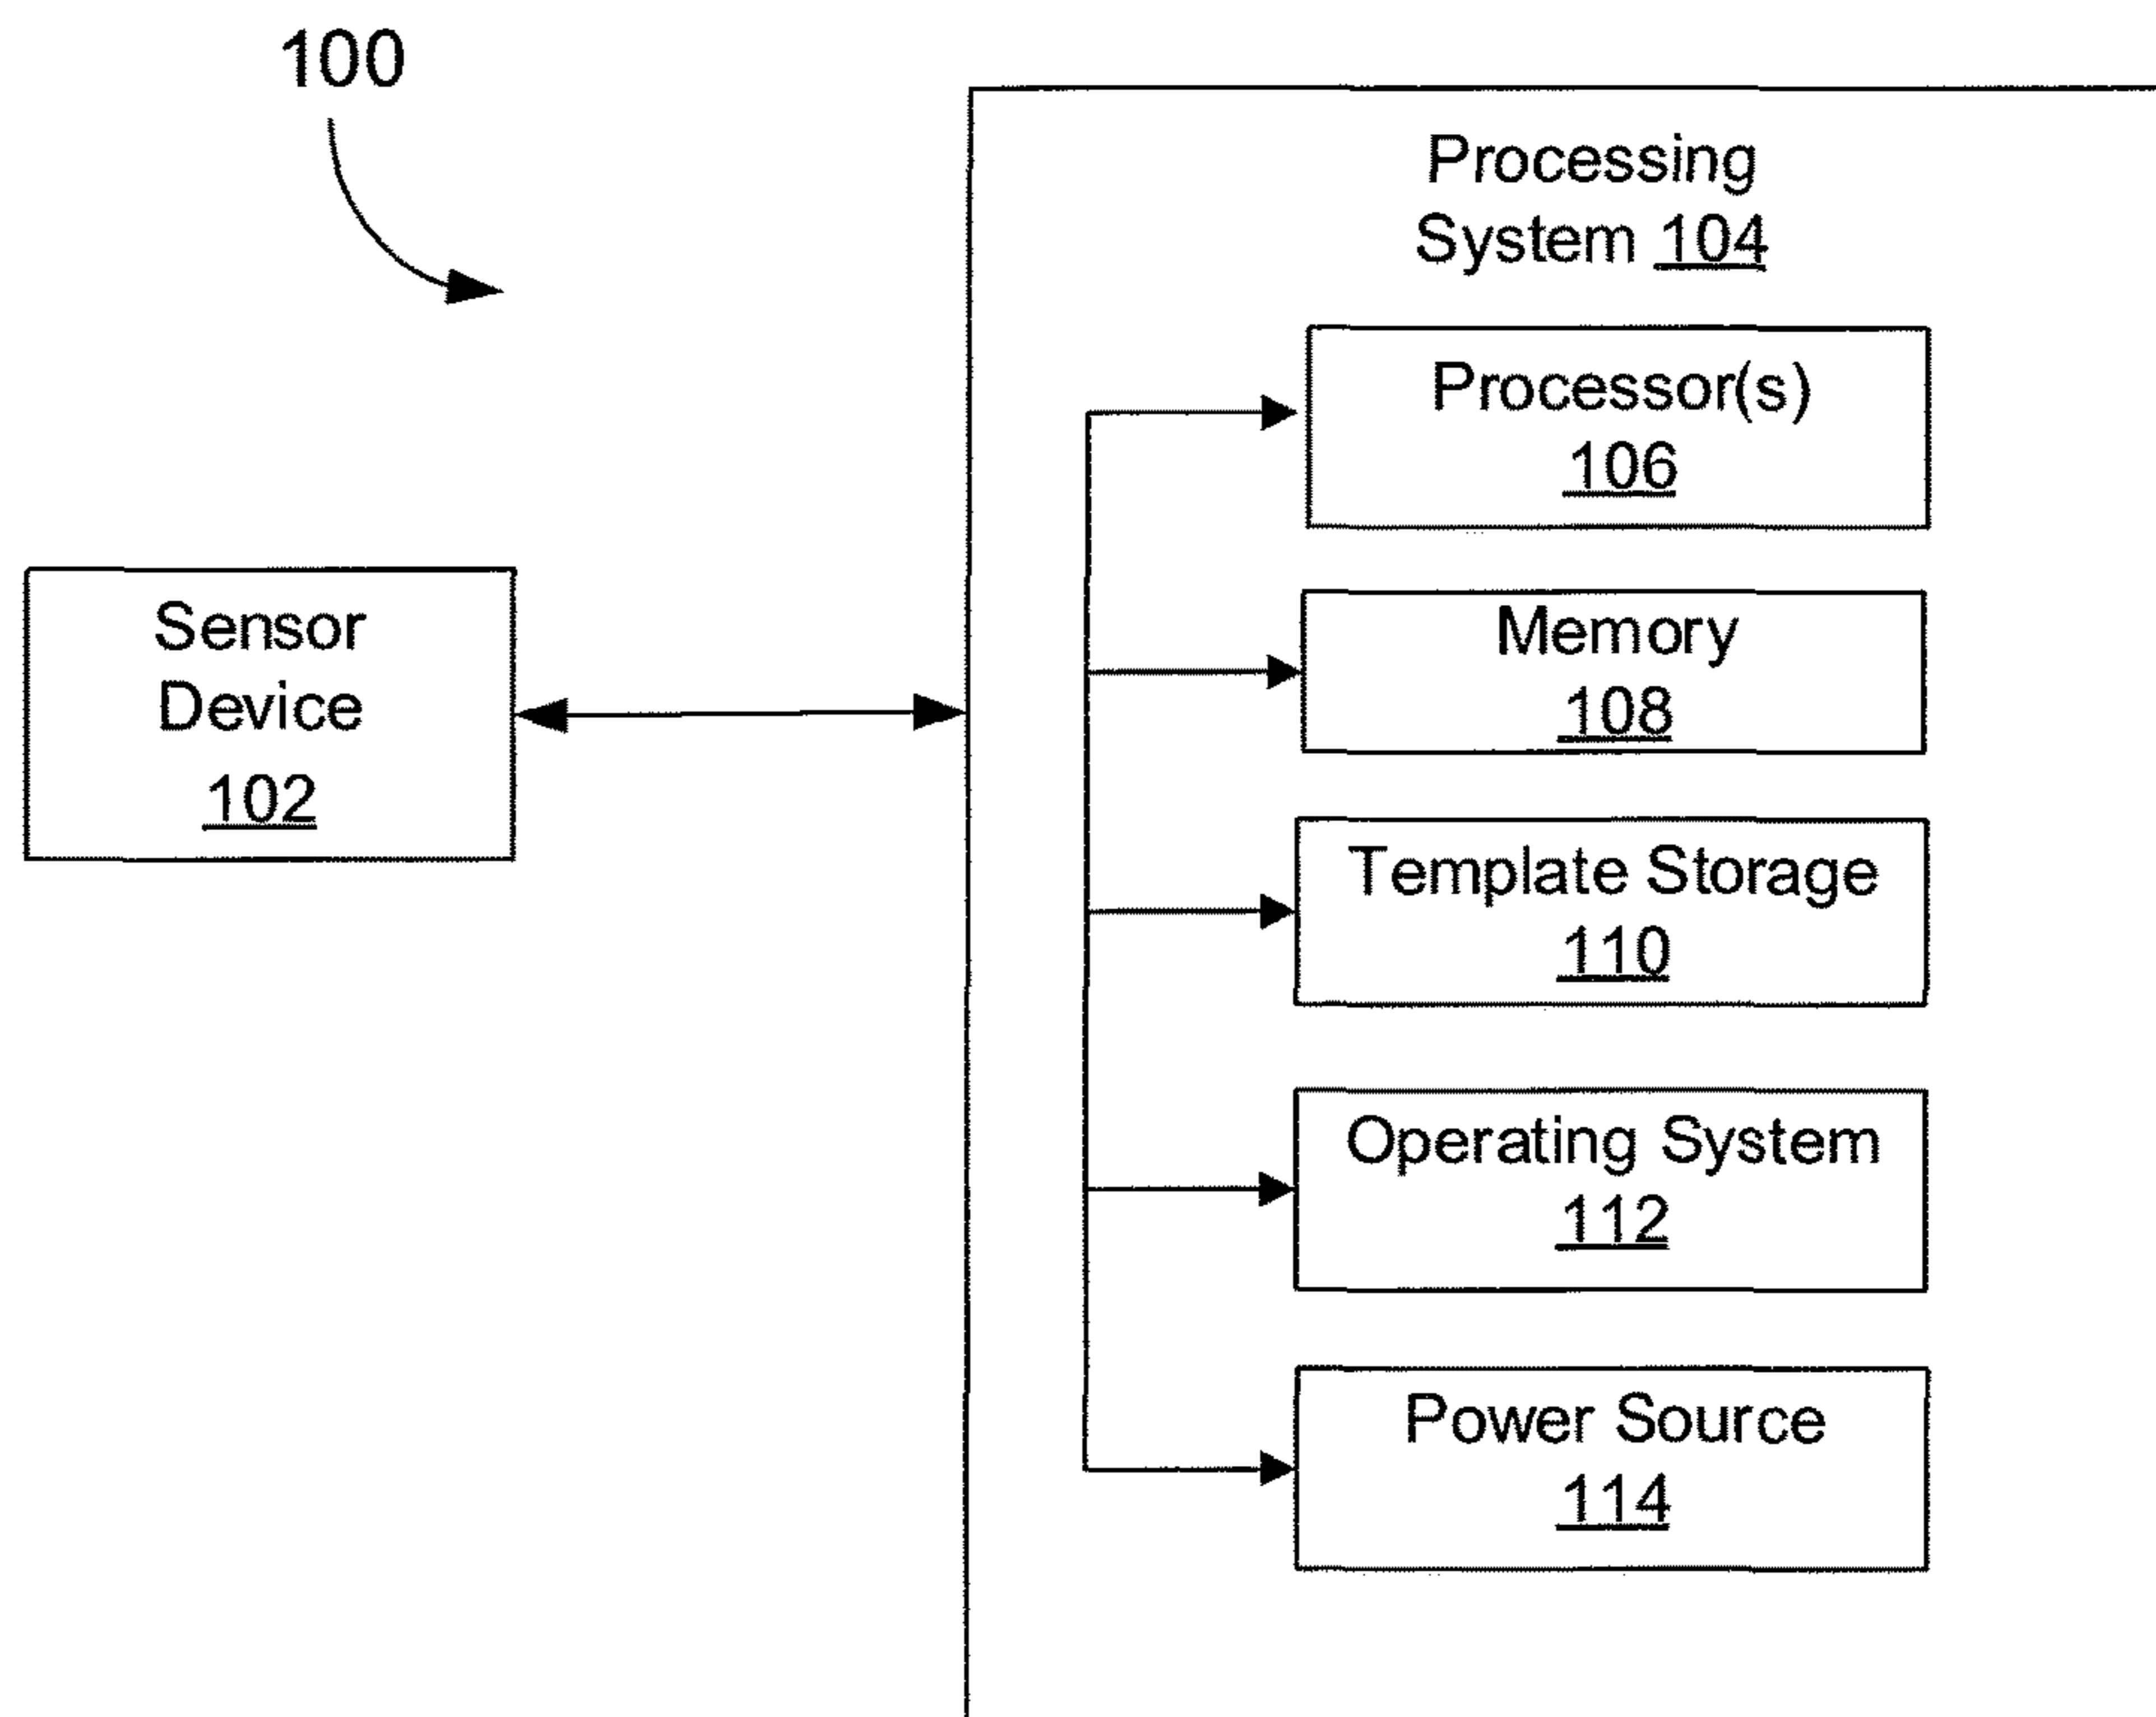 100
Processing
System 104
Processor(s)
106
Memory
108
Sensor
Device
102
Template Storage
110
Operating System
112
Power Source
114